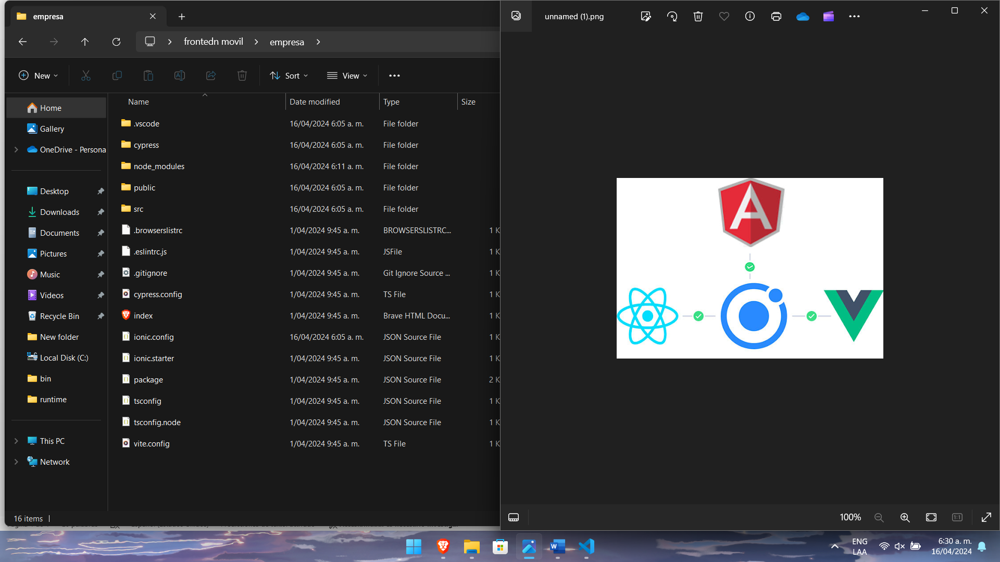 empresa
frontedn movil
empresa
New
Sort
View
Name
Date modified
Type
Size
Home
Gallery
OneDrive - Persona
Desktop
Downloads
Documents
Pictures
Music
Videos
Recycle Bin
New folder
Local Disk (C:)
bin
runtime
This PC
Network
.vscode 16/04/2024 6:05 a. m. File folder
cypress 16/04/2024 6:05 a. m. File folder
node_modules 16/04/2024 6:11 a. m. File folder
public 16/04/2024 6:05 a. m. File folder
src 16/04/2024 6:05 a. m. File folder
.browserslistrc 1/04/2024 9:45 a. m. BROWSERSLISTRC... 1 K
.eslintrc.js 1/04/2024 9:45 a. m. JSFile 1 K
.gitignore 1/04/2024 9:45 a. m. Git Ignore Source ... 1 K
cypress.config 1/04/2024 9:45 a. m. TS File 1 K
index 1/04/2024 9:45 a. m. Brave HTML Docu... 1 K
ionic.config 16/04/2024 6:05 a. m. JSON Source File 1 K
ionic.starter 1/04/2024 9:45 a. m. JSON Source File 1 K
package 1/04/2024 9:45 a. m. JSON Source File 2 K
tsconfig 1/04/2024 9:45 a. m. JSON Source File 1 K
tsconfig.node 1/04/2024 9:45 a. m. JSON Source File 1 K
vite.config 1/04/2024 9:45 a. m. TS File 1 K
16 items
unnamed (1).png
A
100%
1:1
W
ENG
LAA
6:30 a. m.
16/04/2024